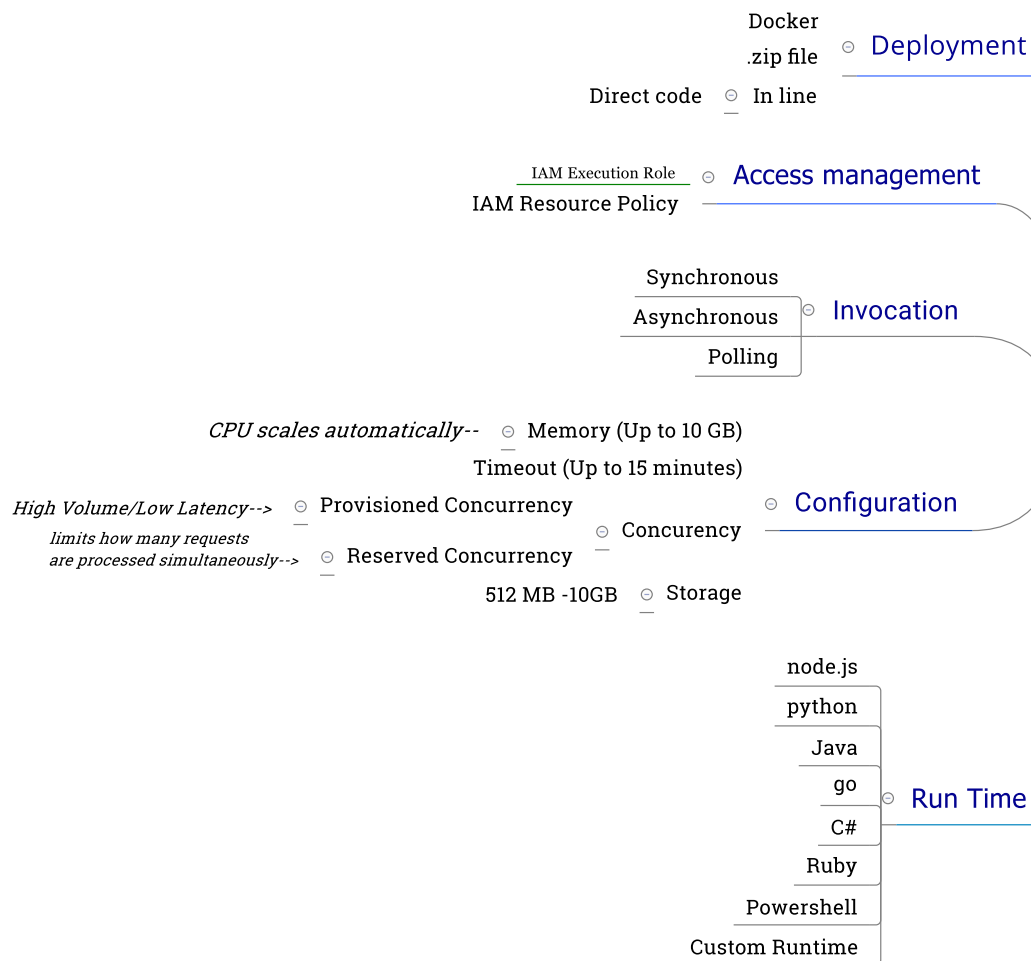 Docker
Deployment
.zip file
Direct code
In line
IAM Execution Role
Access management
IAM Resource Policy
Synchronous
Invocation
Asynchronous
Polling
CPU scales automatically--
Memory (Up to 10 GB)
Timeout (Up to 15 minutes)
Configuration
High Volume/Low Latency-->
Provisioned Concurrency
Concurency
limits how many requests
are processed simultaneously-->
Reserved Concurrency
512 MB -10GB
Storage
node.js
python
Java
go
Run Time
C#
Ruby
Powershell
Custom Runtime